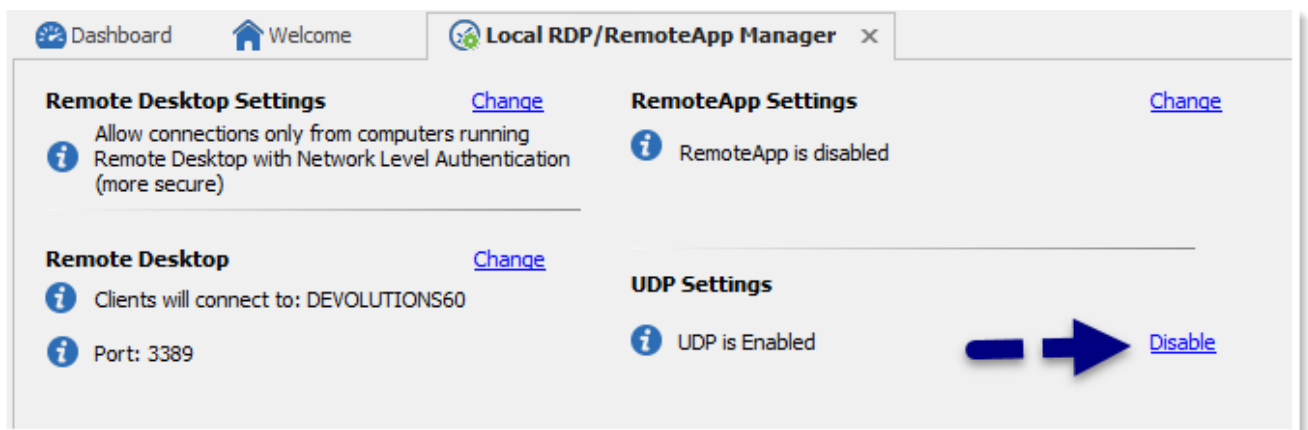 Dashboard
Welcome
Local RDP/RemoteApp Manager
Remote Desktop Settings
Change
Allow connections only from computers running
Remote Desktop with Network Level Authentication
(more secure)
Remote Desktop
Change
Clients will connect to: DEVOLUTIONS60
Port: 3389
RemoteApp Settings
Change
RemoteApp is disabled
UDP Settings
UDP is Enabled
Disable